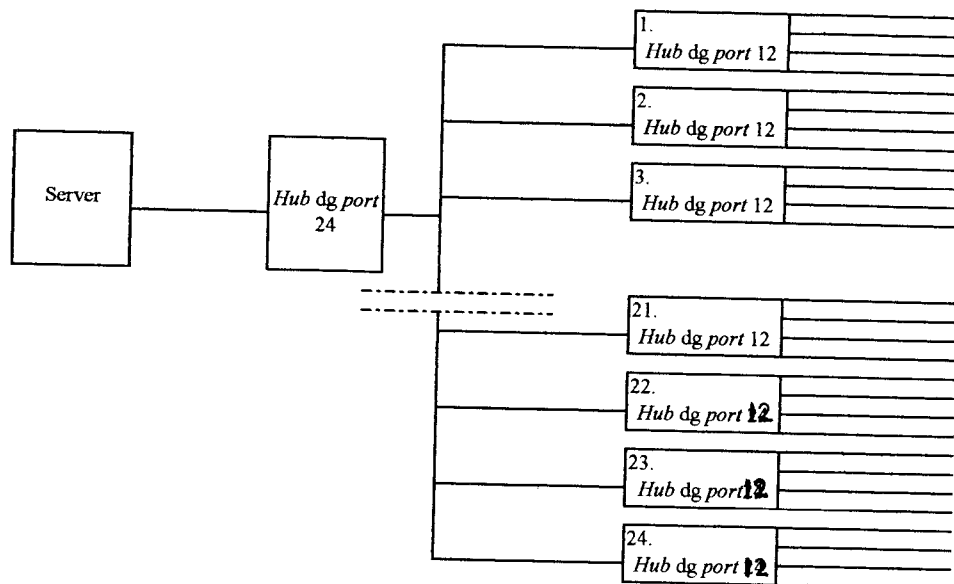 1.
Hub dg port 12
2.
Hub dg port 12
3.
Hub dg port 12
Server
Hub dg port
24
21.
Hub dg port 12
22.
Hub dg port 12
23.
Hub dg port 12
24.
Hub dg port 12